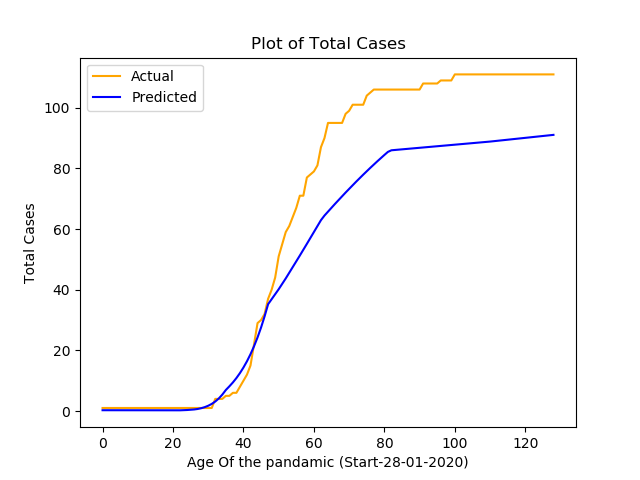 Plot of Total Cases
Actual
Predicted
100
80
60
40
20
0
Total Cases
0 20 40 60 80 100 120
Age Of the pandamic (Start-28-01-2020)